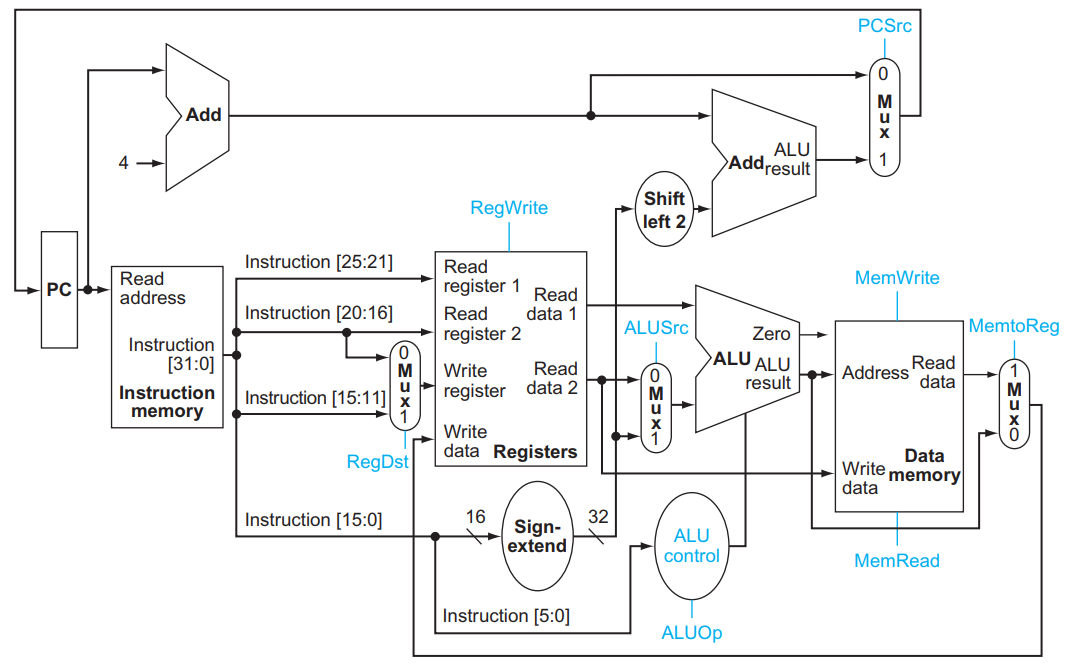 PCSrc
0
M
u
x
1
Add
4
Add
ALU
result
Shift
left 2
RegWrite
PC
Read
address
Instruction
[31:0]
Instruction
memory
Instruction [25:21]
Instruction [20:16]
Instruction [15:11]
0
M
u
x
1
RegDst
Read
register 1
Read
register 2
Write
register
Write
data
Read
data 1
Read
data 2
Registers
ALUSrc
0
M
u
x
1
Zero
ALU
ALU
result
MemWrite
Address
Read
data
Write
data
Data
memory
MemRead
MemtoReg
1
M
u
x
0
Instruction [15:0]
16
Sign-
extend
32
ALU
control
Instruction [5:0]
ALUOp